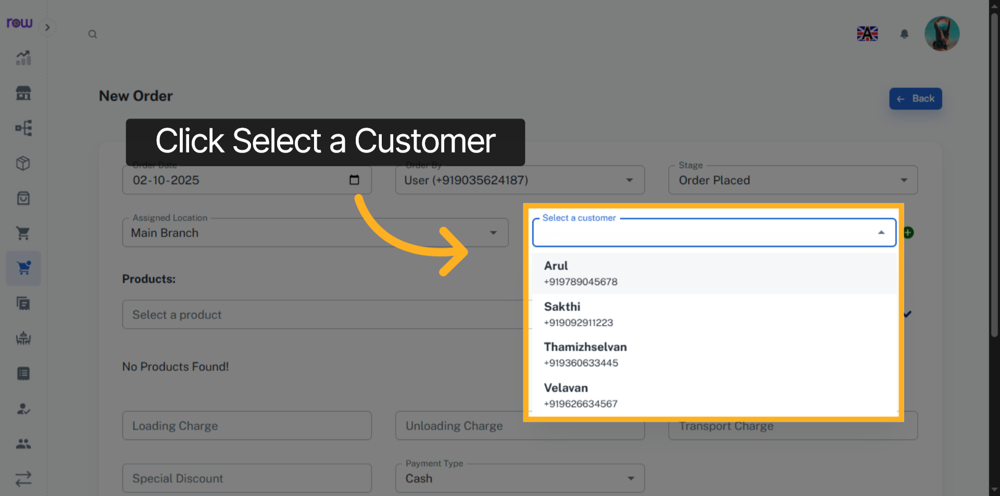 row
New Order
Back
Click Select a Customer
Order Date
02-10-2025
Order By
User (+919035624187)
Stage
Order Placed
Assigned Location
Main Branch
Select a customer
Arul
+919789045678
Sakthi
+919092911223
Thamizhselvan
+919360633445
Velavan
+919626634567
Products:
Select a product
No Products Found!
Loading Charge
Unloading Charge
Transport Charge
Special Discount
Payment Type
Cash